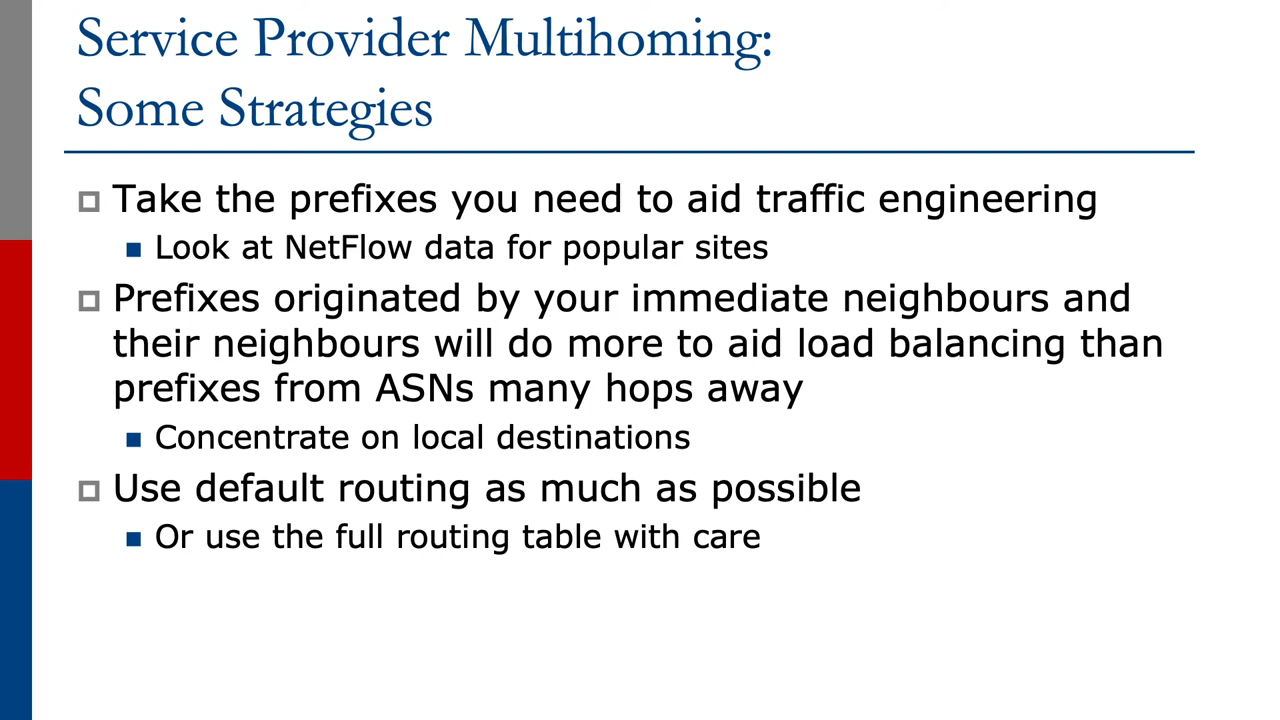 Service Provider Multihoming:
Some Strategies
Take the prefixes you need to aid traffic engineering
Look at NetFlow data for popular sites
Prefixes originated by your immediate neighbours and
their neighbours will do more to aid load balancing than
prefixes from ASNs many hops away
Concentrate on local destinations
Use default routing as much as possible
Or use the full routing table with care